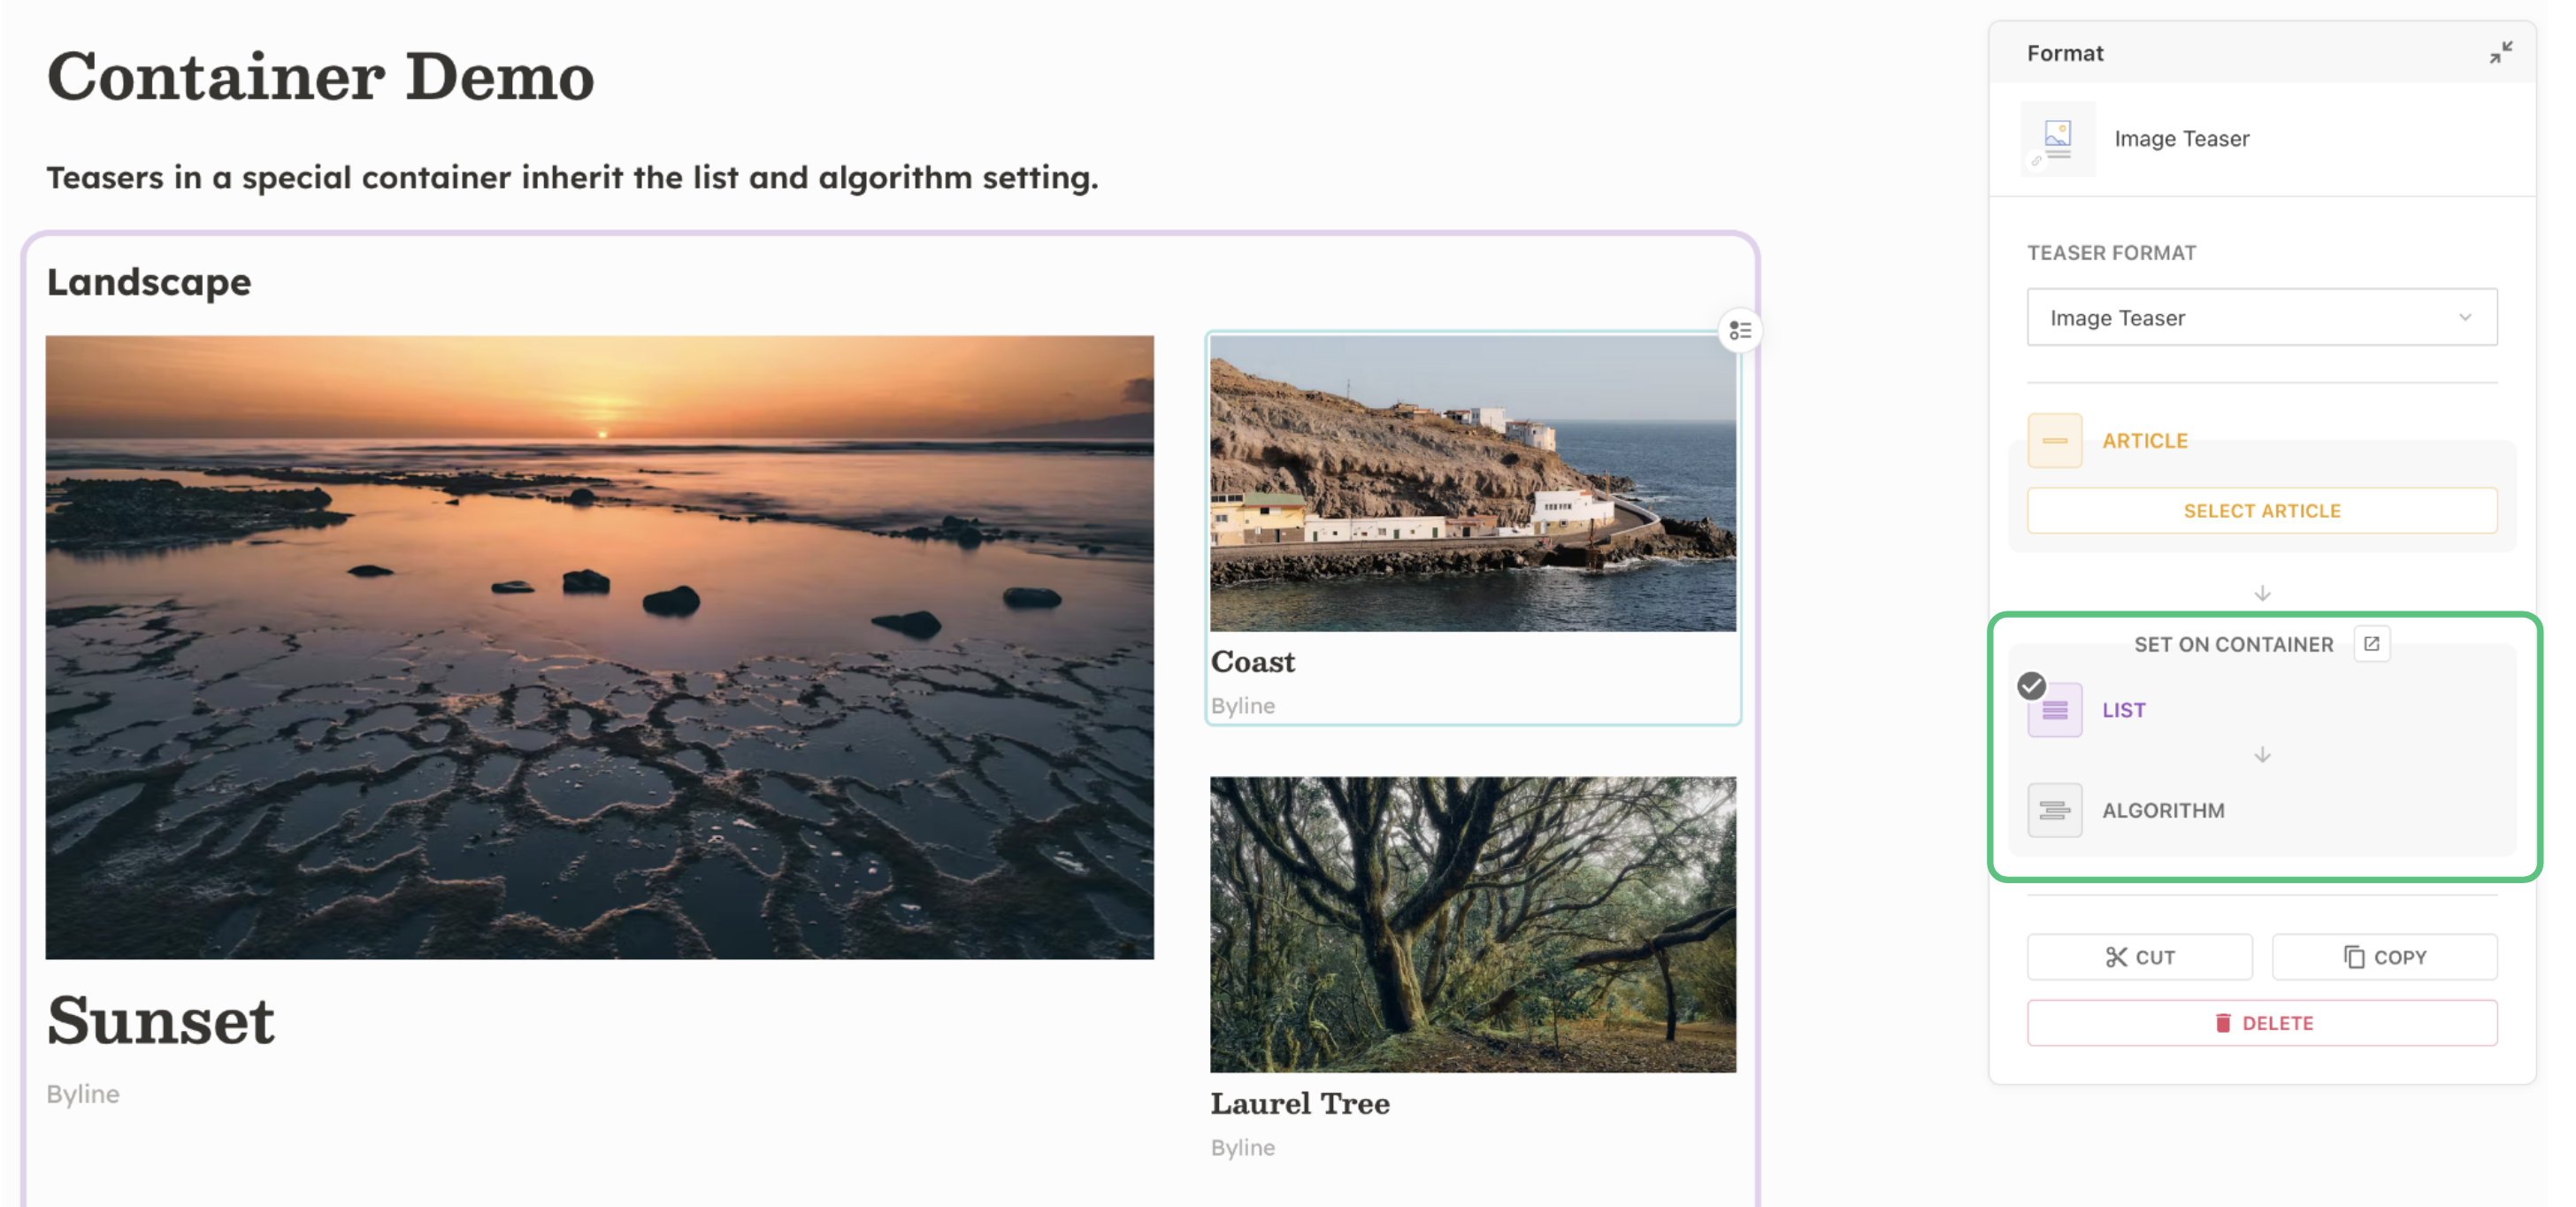 Container Demo
Teasers in a special container inherit the list and algorithm setting.
Landscape
Sunset
Byline
Coast
Byline
Laurel Tree
Byline
Format
Image Teaser
TEASER FORMAT
Image Teaser
ARTICLE
SELECT ARTICLE
SET ON CONTAINER
LIST
ALGORITHM
CUT
COPY
DELETE